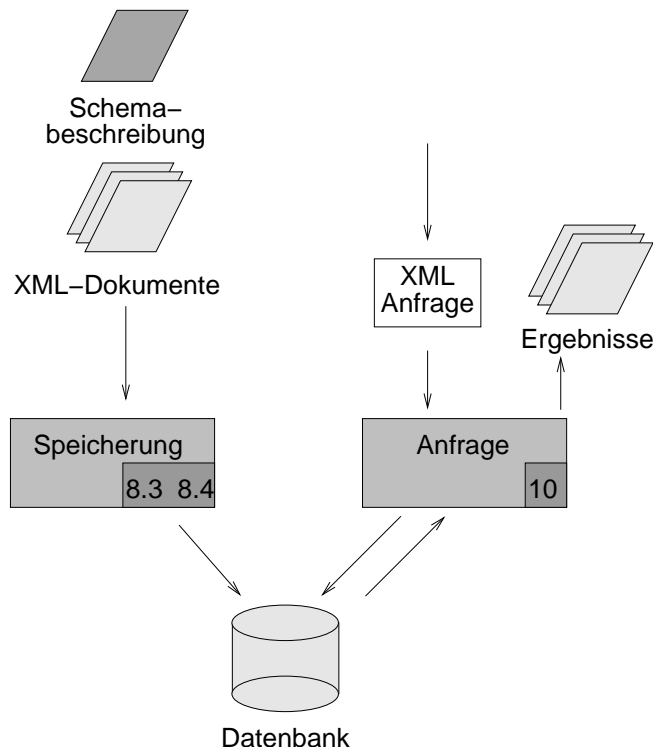 Schema–
beschreibung
XML–Dokumente
XML
Anfrage
Ergebnisse
Speicherung
8.3 8.4
Anfrage
10
Datenbank